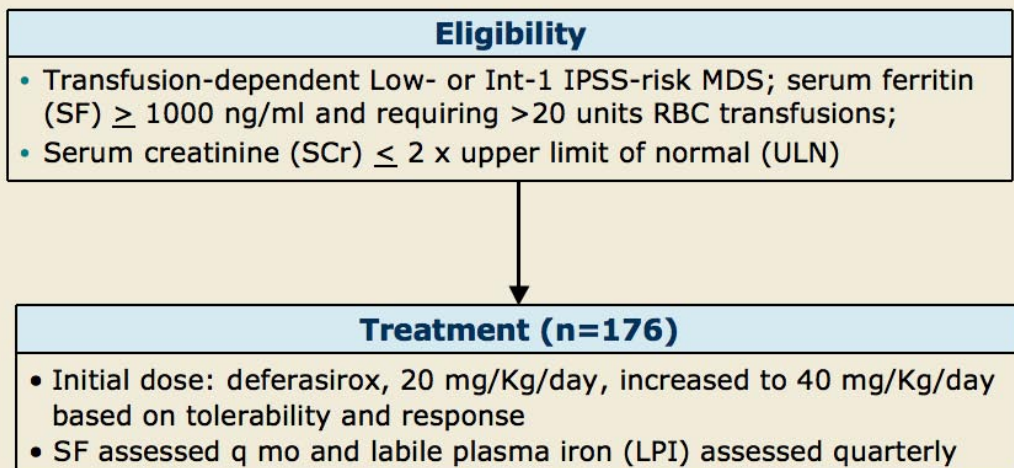 Eligibility
• Transfusion-dependent Low- or Int-1 IPSS-risk MDS; serum ferritin
(SF) ≥ 1000 ng/ml and requiring >20 units RBC transfusions;
• Serum creatinine (SCr) ≤ 2 x upper limit of normal (ULN)
Treatment (n=176)
• Initial dose: deferasirox, 20 mg/Kg/day, increased to 40 mg/Kg/day
based on tolerability and response
• SF assessed q mo and labile plasma iron (LPI) assessed quarterly